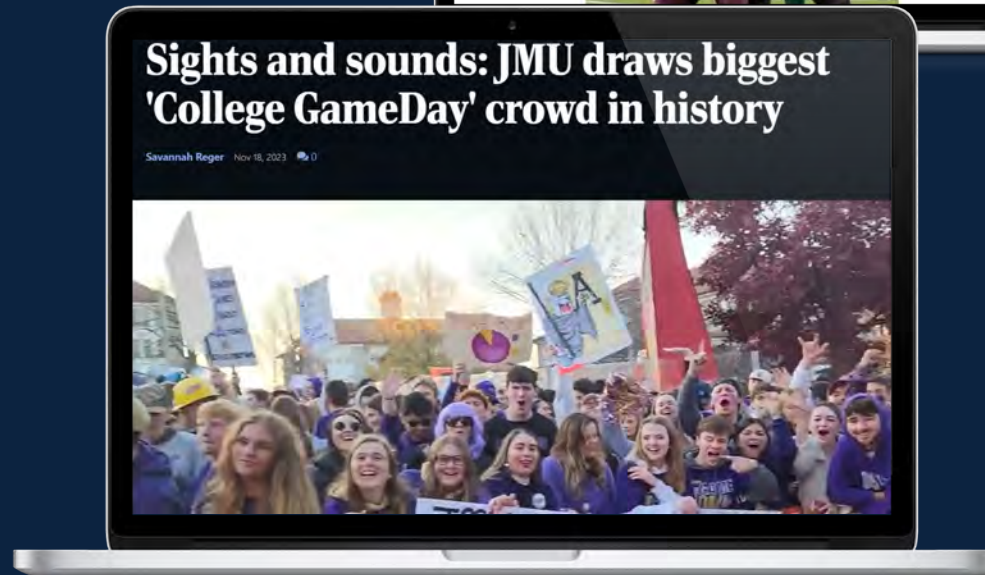 Sights and sounds: JMU draws biggest
'College GameDay' crowd in history
Savannah Reger Nov 18, 2023 0